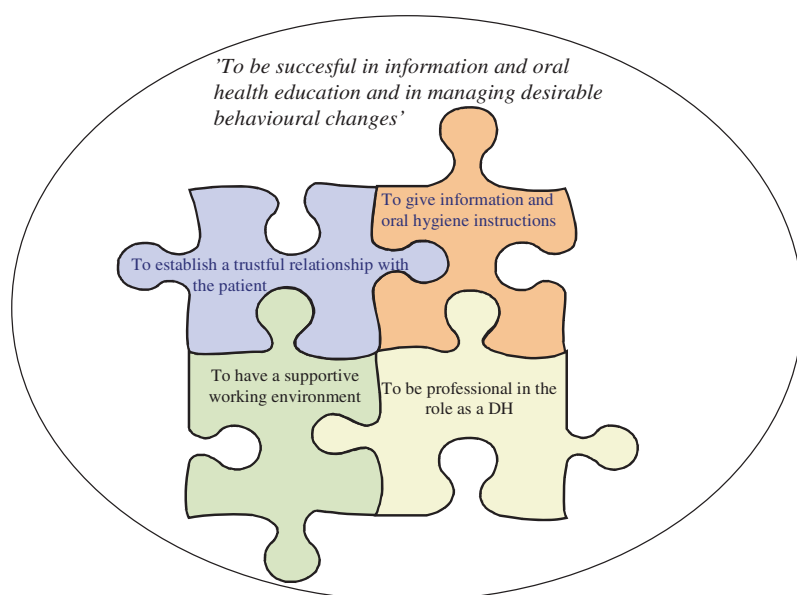 ’To be succesful in information and oral
health education and in managing desirable
behavioural changes’
To give information and
oral hygiene instructions
To establish a trustful relationship with
the patient
To have a supportive
working environment
To be professional in the
role as a DH